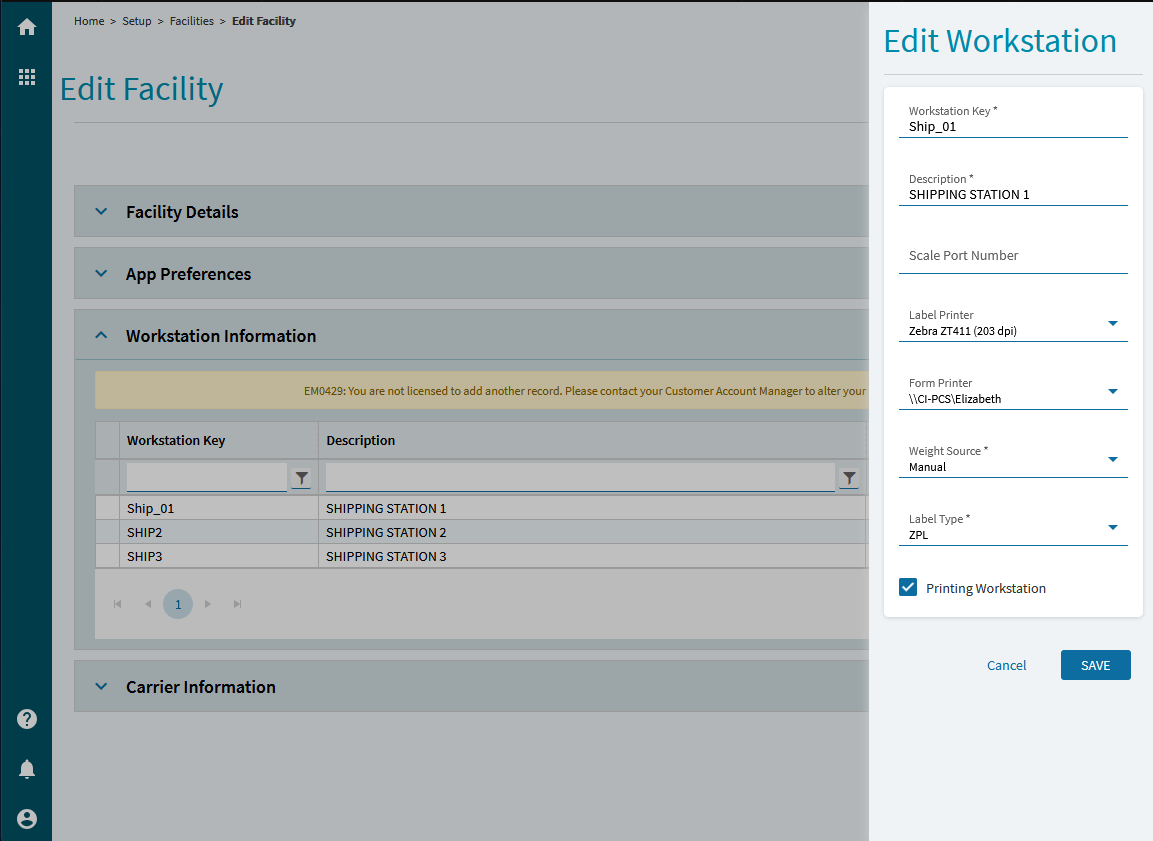 Home > Setup > Facilities > Edit Facility
Edit Facility
Facility Details
App Preferences
Workstation Information
EM0429: You are not licensed to add another record. Please contact your Customer Account Manager to alter your
Workstation Key Description
Ship_01 SHIPPING STATION 1
SHIP2 SHIPPING STATION 2
SHIP3 SHIPPING STATION 3
1
Carrier Information
Edit Workstation
Workstation Key *
Ship_01
Description *
SHIPPING STATION 1
Scale Port Number
Label Printer
Zebra ZT411 (203 dpi)
Form Printer
\\CI-PCS\Elizabeth
Weight Source *
Manual
Label Type *
ZPL
Printing Workstation
Cancel SAVE